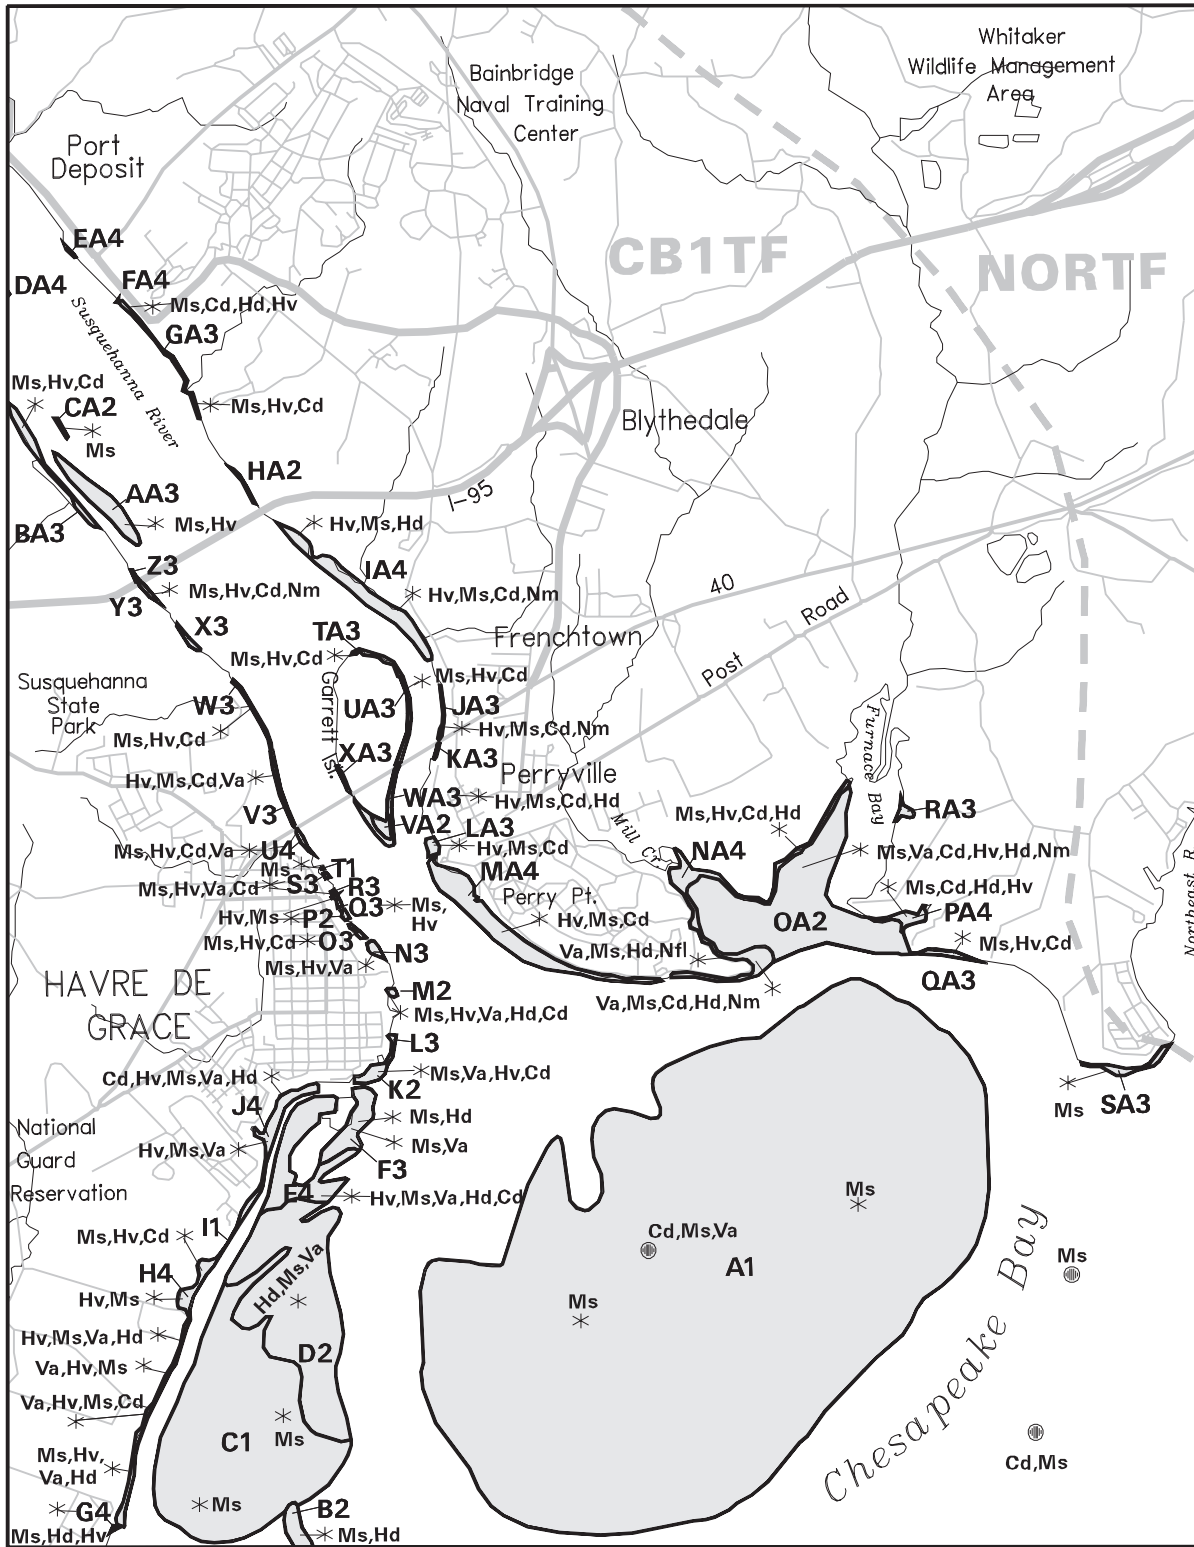 Whitaker
Wildlife Management
Area
Bainbridge
Naval Training
Center
Port
Deposit
EA4
CB1TF
NORTF
DA4
FA4
Ms,Cd,Hd,Hv
Susquehanna River
GA3
Ms,Hv,Cd
CA2
Ms,Hv,Cd
Ms
Blythedale
HA2
I-95
AA3
Ms,Hv
Hv,Ms,Hd
BA3
Z3
IA4
Ms,Hv,Cd,Nm
Hv,Ms,Cd,Nm
40
Y3
Post Road
X3
TA3
Frenchtown
Ms,Hv,Cd
Ms,Hv,Cd
Susquehanna
State
Park
Garrett Isl.
W3
UA3
JA3
Furnace Bay
Ms,Hv,Cd
Hv,Ms,Cd,Nm
XA3
KA3
Hv,Ms,Cd,Va
Perryville
WA3
Hv,Ms,Cd,Hd
V3
VA2
LA3
Mill Cr.
Ms,Hv,Cd,Hd
RA3
Ms,Hv,Cd,Va
U4
Hv,Ms,Cd
NA4
Ms,Va,Cd,Hv,Hd,Nm
Ms
T1
MA4
Ms,Hv,Va,Cd
S3
R3
Perry Pt.
Ms,Cd,Hd,Hv
Q3
Ms,
Hv
Hv,Ms
P2
Hv,Ms,Cd
OA2
PA4
Northeast R.
Ms,Hv,Cd
O3
N3
Va,Ms,Hd,Nfl
Ms,Hv,Cd
Ms,Hv,Va
HAVRE DE
GRACE
M2
QA3
Va,Ms,Cd,Hd,Nm
Ms,Hv,Va,Hd,Cd
L3
Cd,Hv,Ms,Va,Hd
Ms,Va,Hv,Cd
K2
J4
Ms
SA3
National
Guard
Reservation
Ms,Hd
Hv,Ms,Va
Ms,Va
F3
E4
Hv,Ms,Va,Hd,Cd
Ms
I1
Ms,Hv,Cd
Cd,Ms,Va
Chesapeake Bay
Ms
H4
Hd,Ms,Va
A1
Hv,Ms
Ms
Hv,Ms,Va,Hd
D2
Va,Hv,Ms
Va,Hv,Ms,Cd
C1
Ms
Ms,Hv,
Va,Hd
Cd,Ms
Ms
G4
B2
Ms,Hd,Hv
Ms,Hd